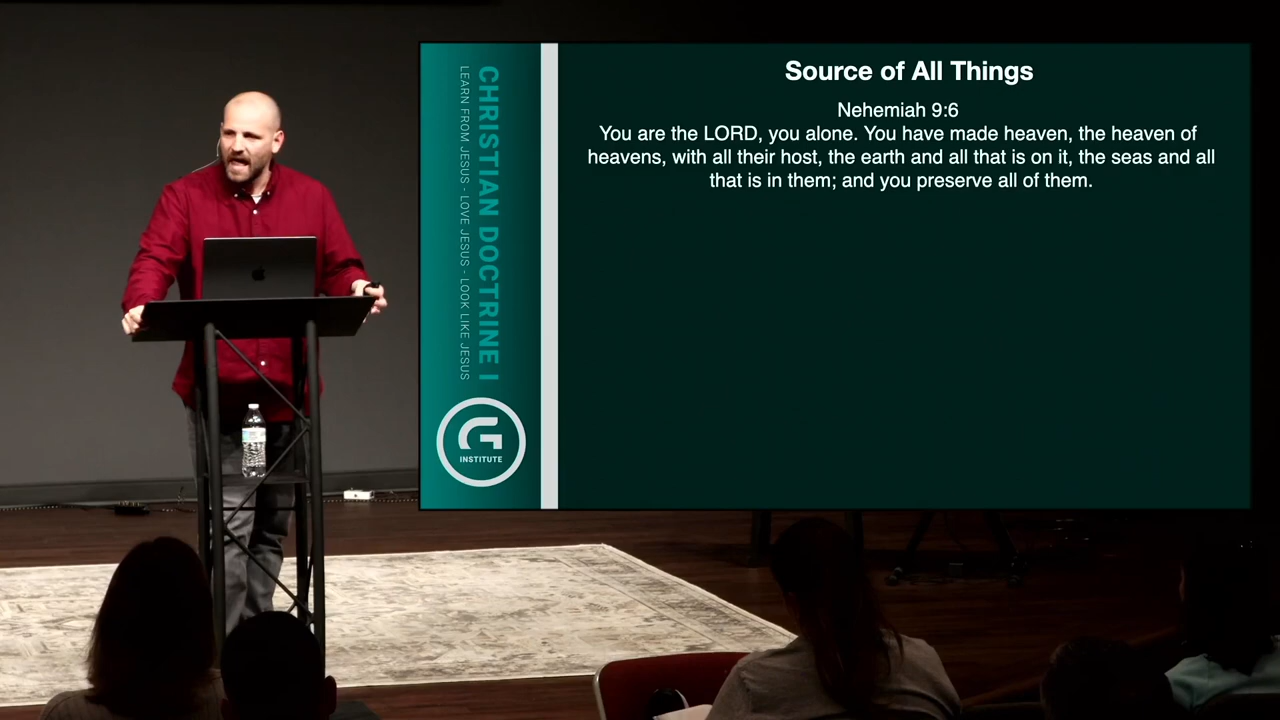 Source of All Things
Nehemiah 9:6
You are the LORD, you alone. You have made heaven, the heaven of
heavens, with all their host, the earth and all that is on it, the seas and all
that is in them; and you preserve all of them.
CHRISTIAN DOCTRINE I
LEARN FROM JESUS - LOVE JESUS - LOOK LIKE JESUS
G
INSTITUTE